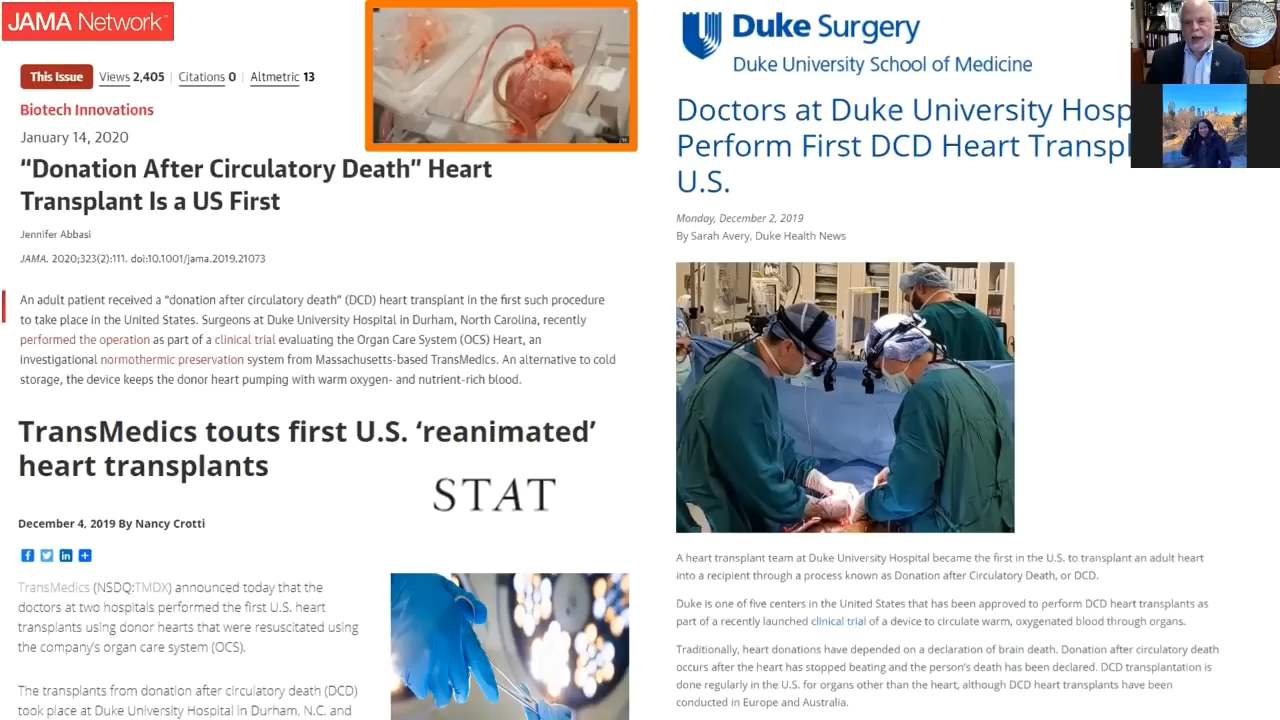 JAMA Network™
This Issue Views 2,405 | Citations 0 | Altmetric 13
Biotech Innovations
January 14, 2020
“Donation After Circulatory Death” Heart
Transplant Is a US First
Jennifer Abbasi
JAMA. 2020;323(2):111. doi:10.1001/jama.2019.21073
An adult patient received a “donation after circulatory death” (DCD) heart transplant in the first such procedure
to take place in the United States. Surgeons at Duke University Hospital in Durham, North Carolina, recently
performed the operation as part of a clinical trial evaluating the Organ Care System (OCS) Heart, an
investigational normothermic preservation system from Massachusetts-based TransMedics. An alternative to cold
storage, the device keeps the donor heart pumping with warm oxygen- and nutrient-rich blood.
TransMedics touts first U.S. ‘reanimated’
heart transplants
STAT
December 4, 2019 By Nancy Crotti
TransMedics (NSDQ:TMDX) announced today that the
doctors at two hospitals performed the first U.S. heart
transplants using donor hearts that were resuscitated using
the company’s organ care system (OCS).
The transplants from donation after circulatory death (DCD)
took place at Duke University Hospital in Durham, N.C. and
Duke Surgery
Duke University School of Medicine
Doctors at Duke University Hosp
Perform First DCD Heart Transpl
U.S.
Monday, December 2, 2019
By Sarah Avery, Duke Health News
A heart transplant team at Duke University Hospital became the first in the U.S. to transplant an adult heart
into a recipient through a process known as Donation after Circulatory Death, or DCD.
Duke is one of five centers in the United States that has been approved to perform DCD heart transplants as
part of a recently launched clinical trial of a device to circulate warm, oxygenated blood through organs.
Traditionally, heart donations have depended on a declaration of brain death. Donation after circulatory death
occurs after the heart has stopped beating and the person’s death has been declared. DCD transplantation is
done regularly in the U.S. for organs other than the heart, although DCD heart transplants have been
conducted in Europe and Australia.